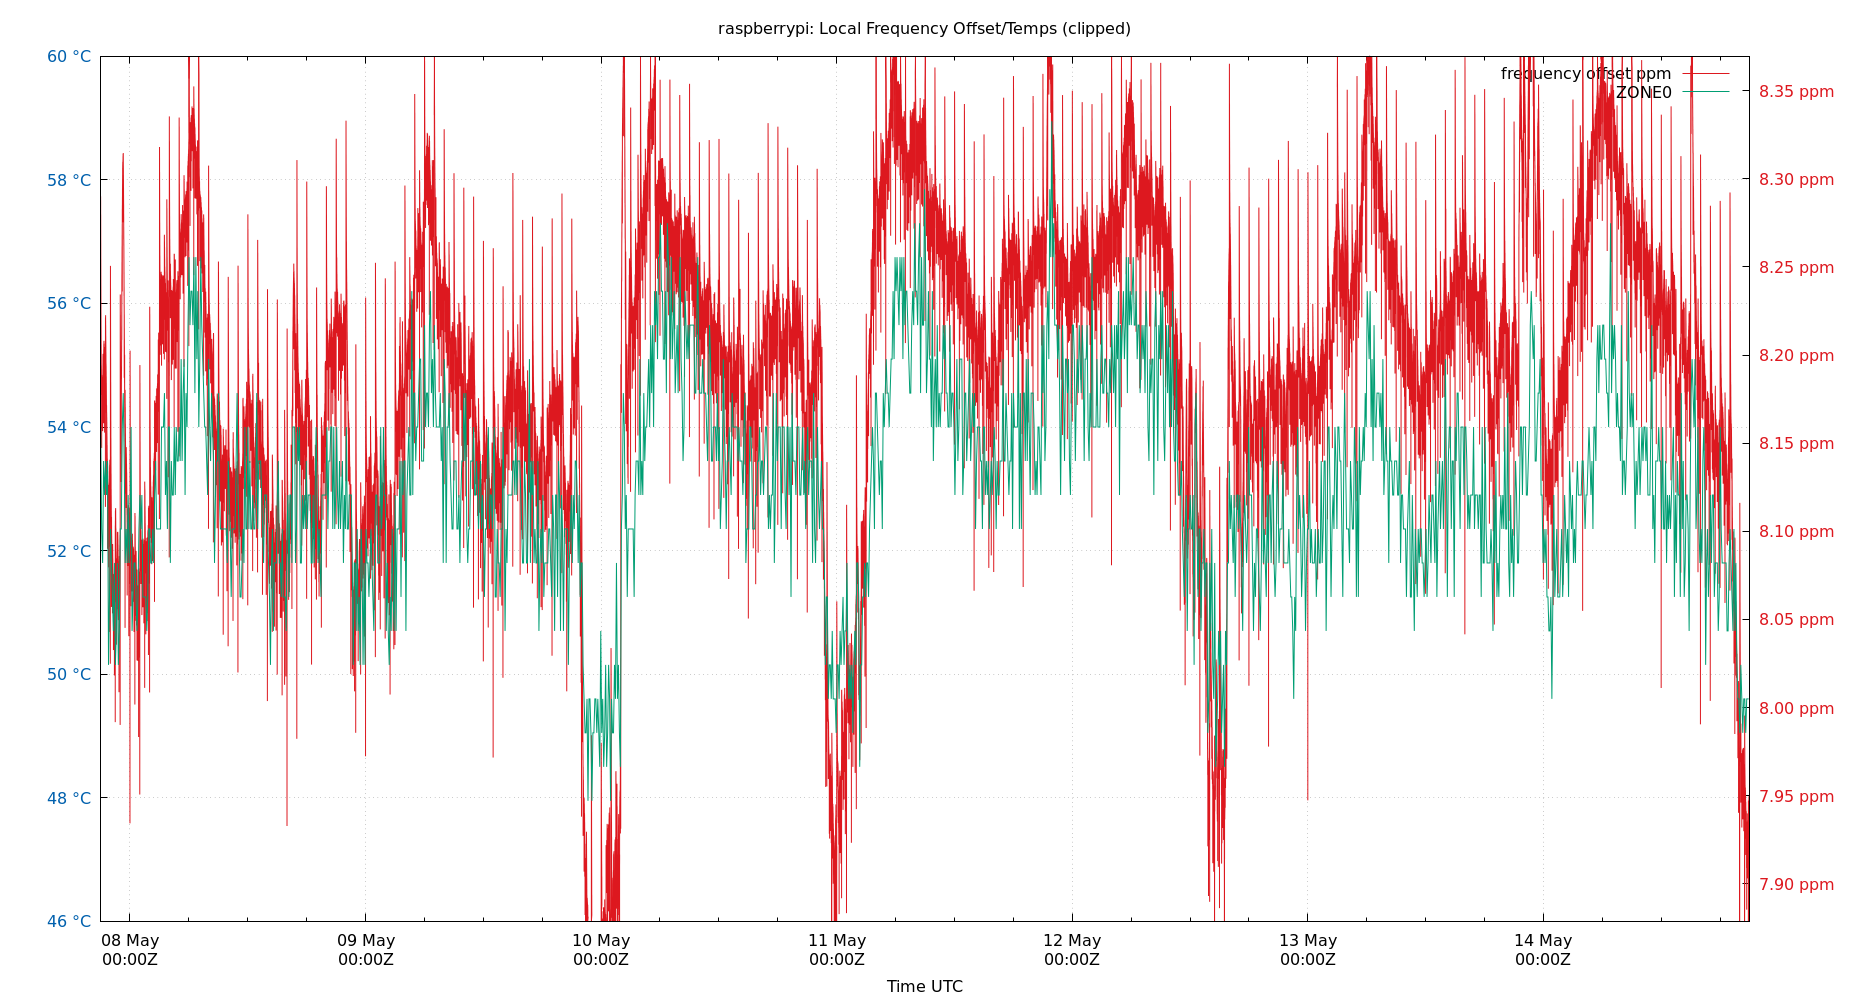 raspberrypi: Local Frequency Offset/Temps (clipped)
60 °C
58 °C
56 °C
54 °C
52 °C
50 °C
48 °C
46 °C
frequency offset ppm
ZONE0
8.35 ppm
8.30 ppm
8.25 ppm
8.20 ppm
8.15 ppm
8.10 ppm
8.05 ppm
8.00 ppm
7.95 ppm
7.90 ppm
08 May 09 May 10 May 11 May 12 May 13 May 14 May
00:00Z 00:00Z 00:00Z 00:00Z 00:00Z 00:00Z 00:00Z
Time UTC